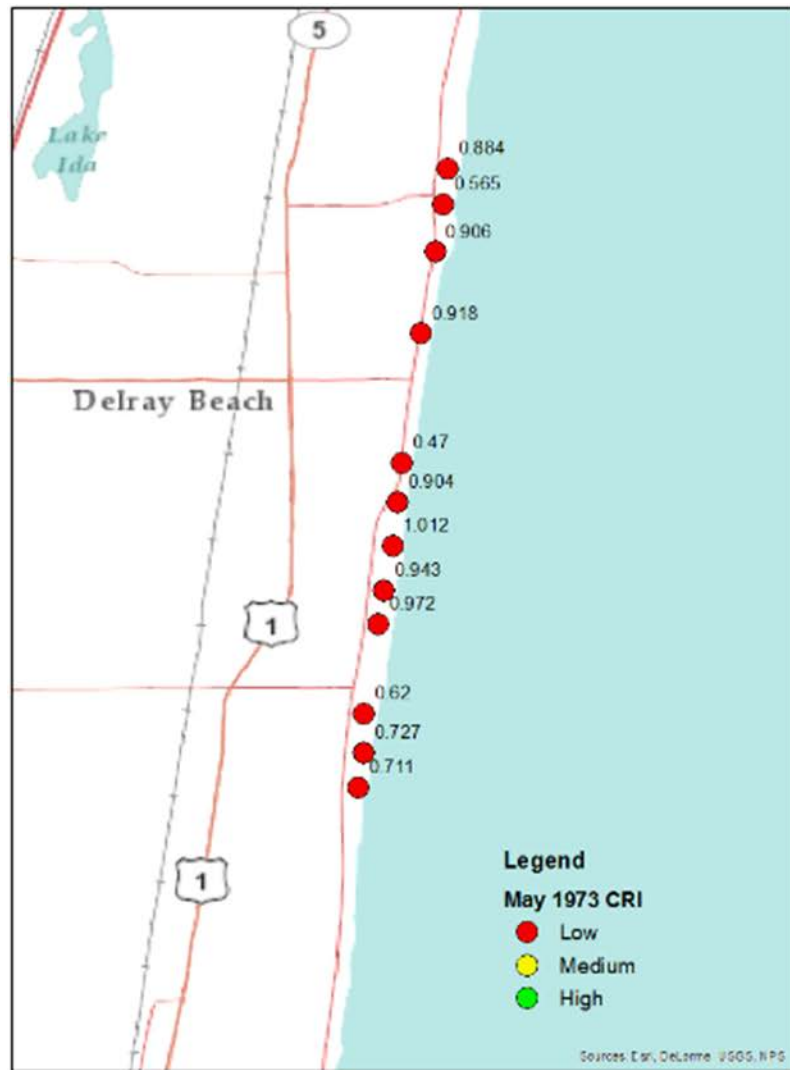 5
Lake
Ida
0.884
0.565
0.906
0.918
Delray Beach
0.47
0.904
1.012
0.943
0.972
1
0.62
0.727
0.711
1
Legend
May 1973 CRI
Low
Medium
High
Sources: Esri, DeLorme, USGS, NPS